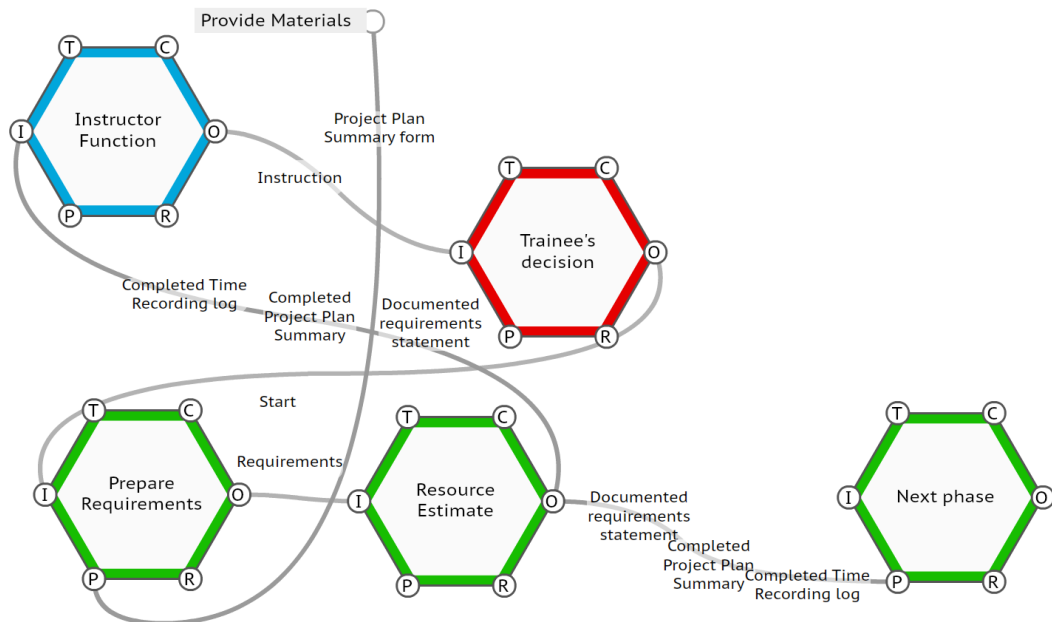 Provide Materials
T
C
Instructor
Function
I
O
P
R
Project Plan
Summary form
Instruction
T
C
Trainee's
decision
I
O
P
R
Completed Time
Recording log
Completed
Project Plan
Summary
Documented
requirements
statement
Start
T
C
Prepare
Requirements
I
O
P
R
Requirements
T
C
Resource
Estimate
I
O
P
R
Documented
requirements
statement
Completed
Project Plan
Summary
Completed Time
Recording log
T
C
Next phase
I
O
P
R